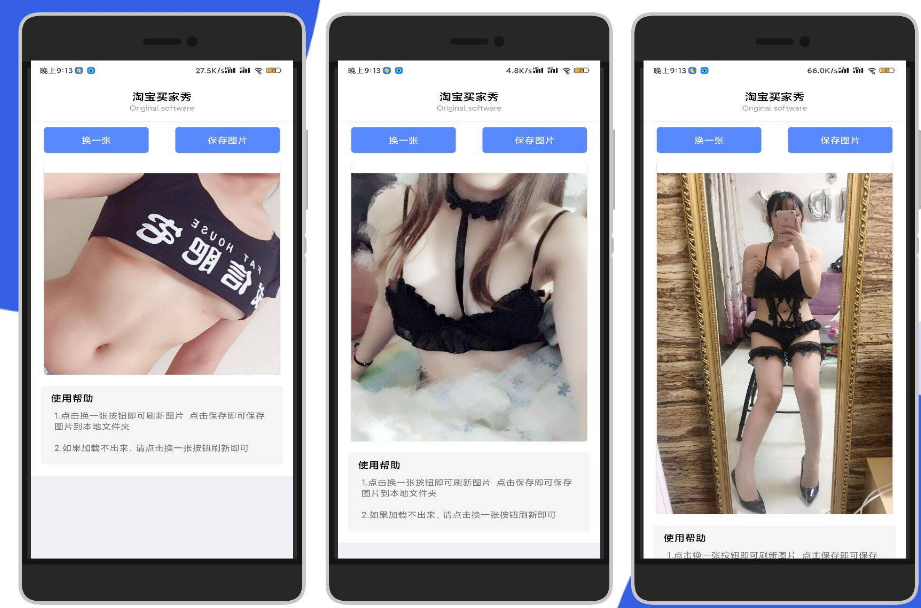 晚上9:13
27.5K/s
淘宝买家秀
Original software
换一张
保存图片
FAT HOUSE
信肥
使用帮助
1.点击换一张按钮即可刷新图片 点击保存即可保存
图片到本地文件夹
2.如果加载不出来，请点击换一张按钮刷新即可
晚上9:13
4.8K/s
淘宝买家秀
Original software
换一张
保存图片
使用帮助
1.点击换一张按钮即可刷新图片 点击保存即可保存
图片到本地文件夹
2.如果加载不出来，请点击换一张按钮刷新即可
晚上9:13
66.0K/s
淘宝买家秀
Original software
换一张
保存图片
使用帮助
1.点击换一张按钮即可刷新图片 点击保存即可保存